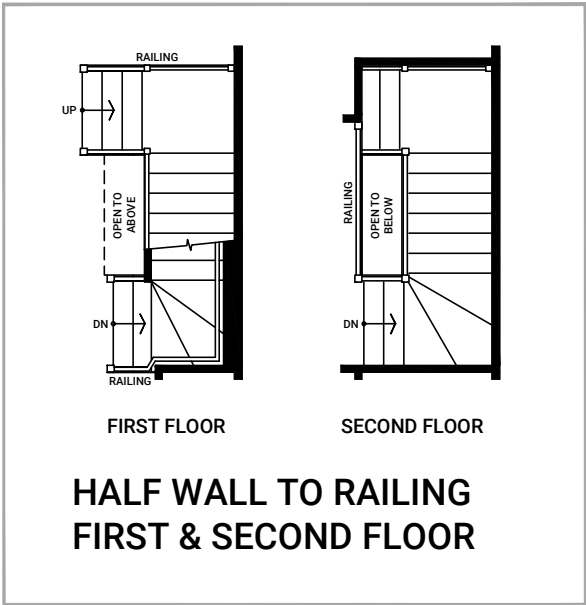 RAILING
UP
OPEN TO
ABOVE
DN
RAILING
FIRST FLOOR
RAILING
OPEN TO
BELOW
DN
SECOND FLOOR
HALF WALL TO RAILING
FIRST & SECOND FLOOR